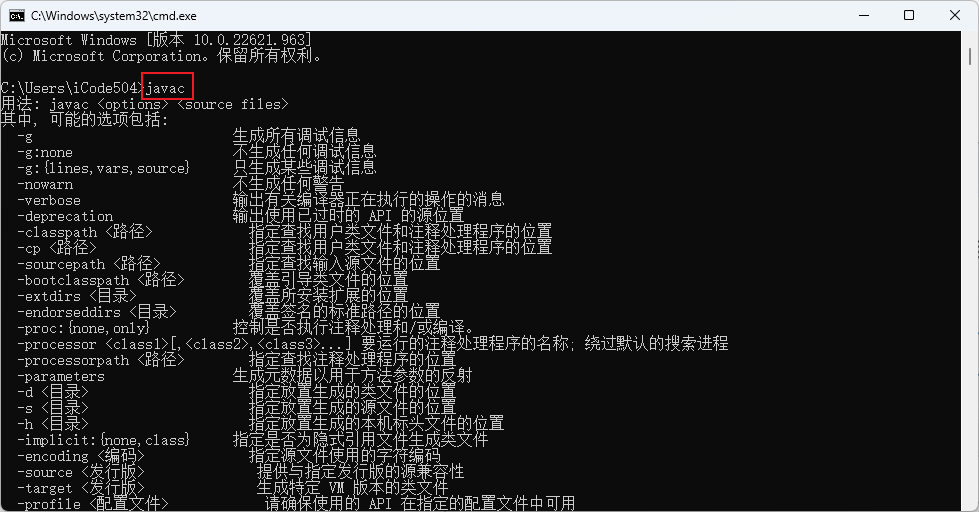 C:\Windows\system32\cmd.exe
Microsoft Windows [版本 10.0.22621.963]
(c) Microsoft Corporation。保留所有权利。
C:\Users\iCode504>javac
用法: javac <options> <source files>
其中, 可能的选项包括:
-g 生成所有调试信息
-g:none 不生成任何调试信息
-g:{lines,vars,source} 只生成某些调试信息
-nowarn 不生成任何警告
-verbose 输出有关编译器正在执行的操作的消息
-deprecation 输出使用已过时的 API 的源位置
-classpath <路径> 指定查找用户类文件和注释处理程序的位置
-cp <路径> 指定查找用户类文件和注释处理程序的位置
-sourcepath <路径> 指定查找输入源文件的位置
-bootclasspath <路径> 覆盖引导类文件的位置
-extdirs <目录> 覆盖所安装扩展的位置
-endorseddirs <目录> 覆盖签名的标准路径的位置
-proc:{none,only} 控制是否执行注释处理和/或编译。
-processor <class1>[,<class2>,<class3>...] 要运行的注释处理程序的名称; 绕过默认的搜索进程
-processorpath <路径> 指定查找注释处理程序的位置
-parameters 生成元数据以用于方法参数的反射
-d <目录> 指定放置生成的类文件的位置
-s <目录> 指定放置生成的源文件的位置
-h <目录> 指定放置生成的本机标头文件的位置
-implicit:{none,class} 指定是否为隐式引用文件生成类文件
-encoding <编码> 指定源文件使用的字符编码
-source <发行版> 提供与指定发行版的源兼容性
-target <发行版> 生成特定 VM 版本的类文件
-profile <配置文件> 请确保使用的 API 在指定的配置文件中可用